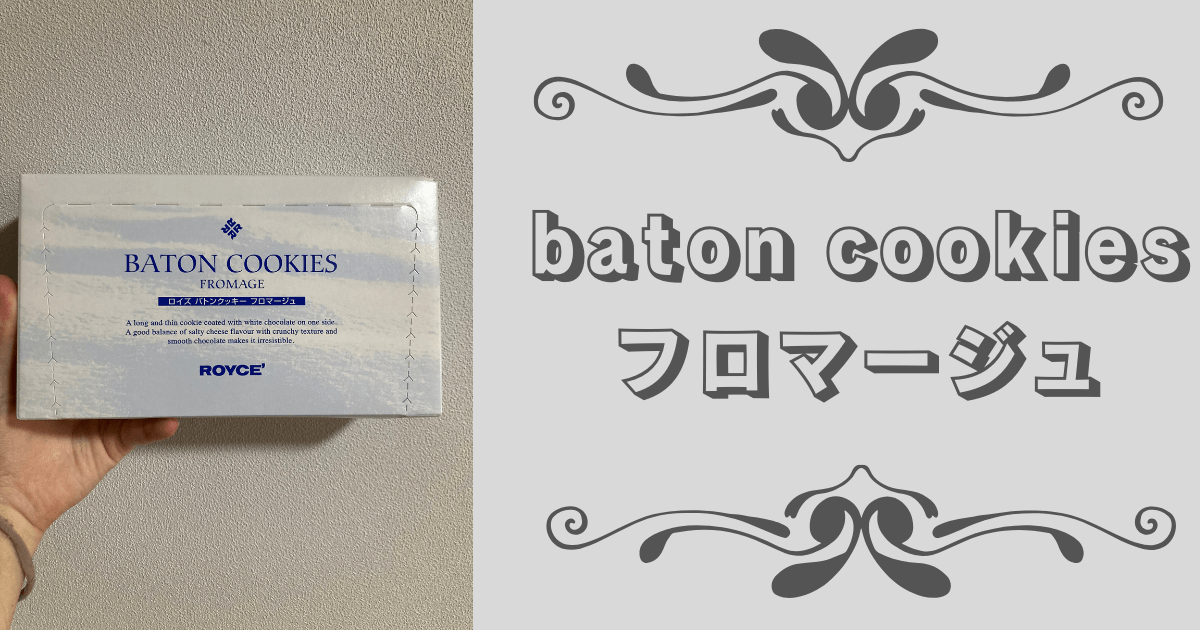 BATON COOKIES
FROMAGE
ロイズ バトンクッキー フロマージュ
A long and thin cookie coated with white chocolate on one side.
A good balance of salty cheese flavour with crunchy texture and
smooth chocolate makes it irresistible.
ROYCE'
baton cookies
フロマージュ